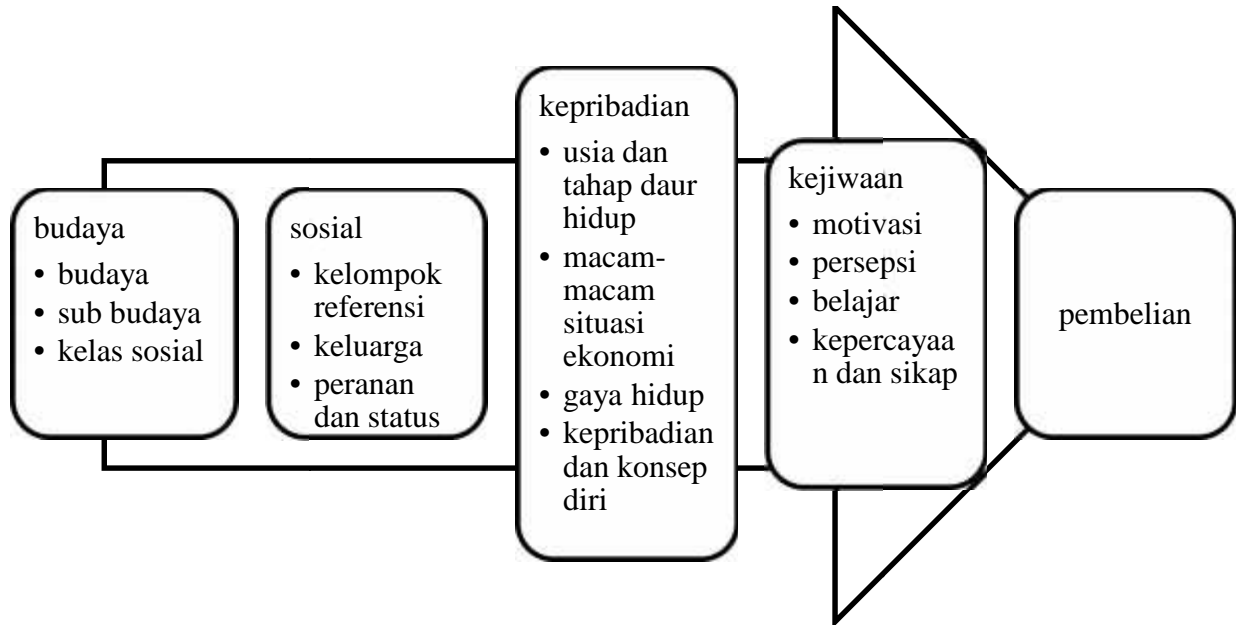 budaya
• budaya
• sub budaya
• kelas sosial
sosial
• kelompok
referensi
• keluarga
• peranan
dan status
kepribadian
• usia dan
tahap daur
hidup
• macam-
macam
situasi
ekonomi
• gaya hidup
• kepribadian
dan konsep
diri
kejiwaan
• motivasi
• persepsi
• belajar
• kepercayaa
n dan sikap
pembelian